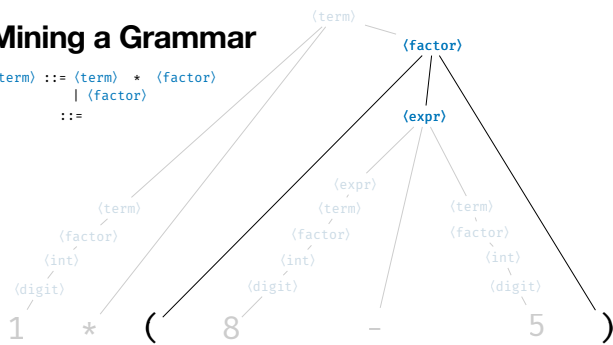 ⟨term⟩
Mining a Grammar
⟨factor⟩
term⟩ ::= ⟨term⟩ * ⟨factor⟩
| ⟨factor⟩
::=
⟨expr⟩
⟨expr⟩
⟨term⟩ ⟨term⟩ ⟨term⟩
⟨factor⟩ ⟨factor⟩ ⟨factor⟩
⟨int⟩ ⟨int⟩ ⟨int⟩
⟨digit⟩ ⟨digit⟩ ⟨digit⟩
1 * ( 8 - 5 )